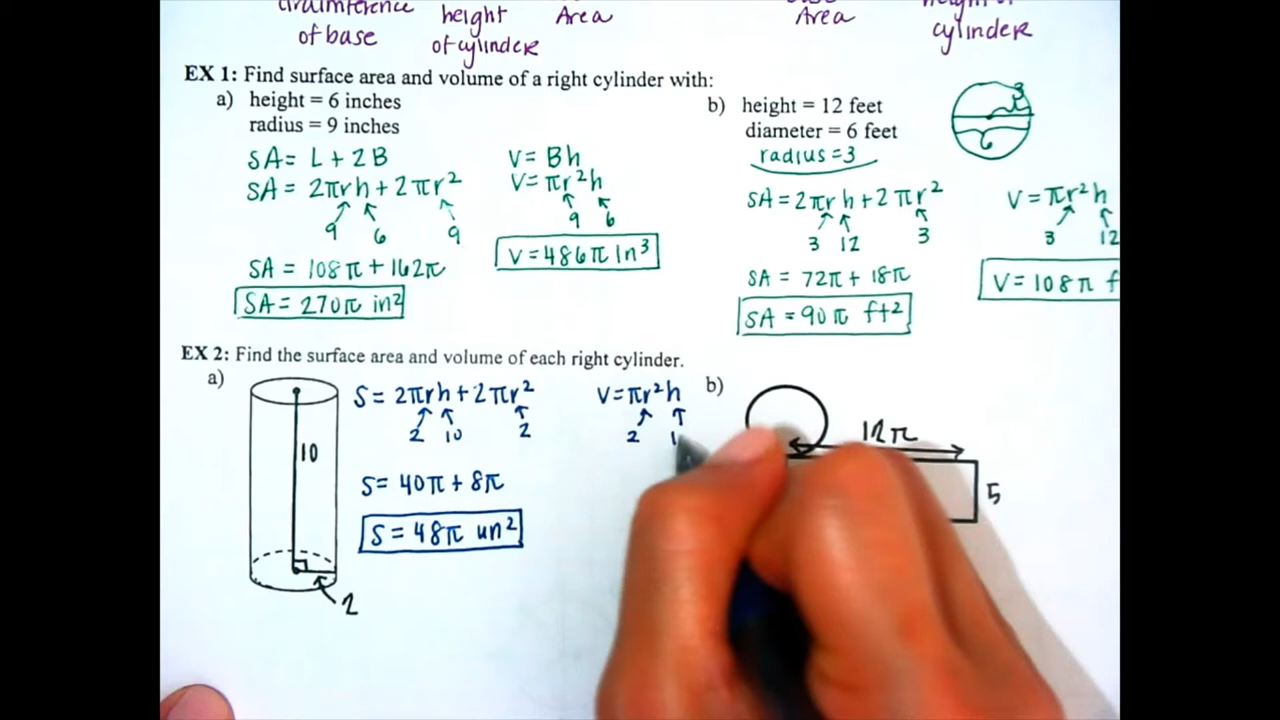 circumference
of base
height
of cylinder
Area
Area
cylinder
EX 1: Find surface area and volume of a right cylinder with:
a) height = 6 inches
radius = 9 inches
SA = L + 2B
SA = 2πrh + 2πr²
9 6 9
SA = 108π + 162π
SA = 270π in²
V = Bh
V = πr²h
9 6
V = 486π in³
b) height = 12 feet
diameter = 6 feet
radius = 3
3
6
SA = 2πrh + 2πr²
3 12 3
SA = 72π + 18π
SA = 90π ft²
V = πr²h
3 12
V = 108π f
EX 2: Find the surface area and volume of each right cylinder.
a)
10
2
S = 2πrh + 2πr²
2 10 2
S = 40π + 8π
S = 48π un²
V = πr²h
2 1
b)
12π
5